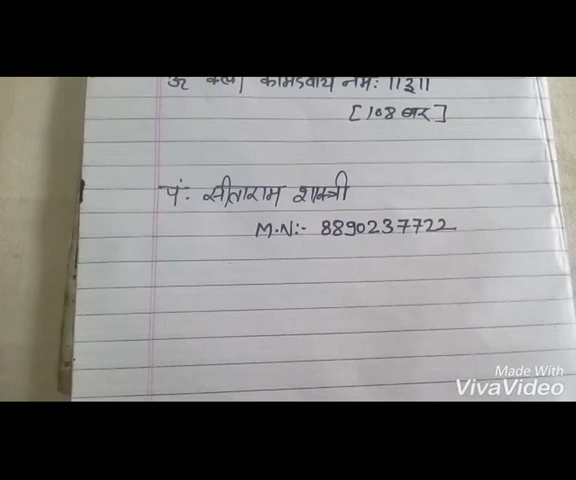 ॐ क्लीं कामदेवाय नमः ॥३॥
[108 बार]
पं. सीताराम शास्त्री
M.N:- 8890237722
Made With
VivaVideo